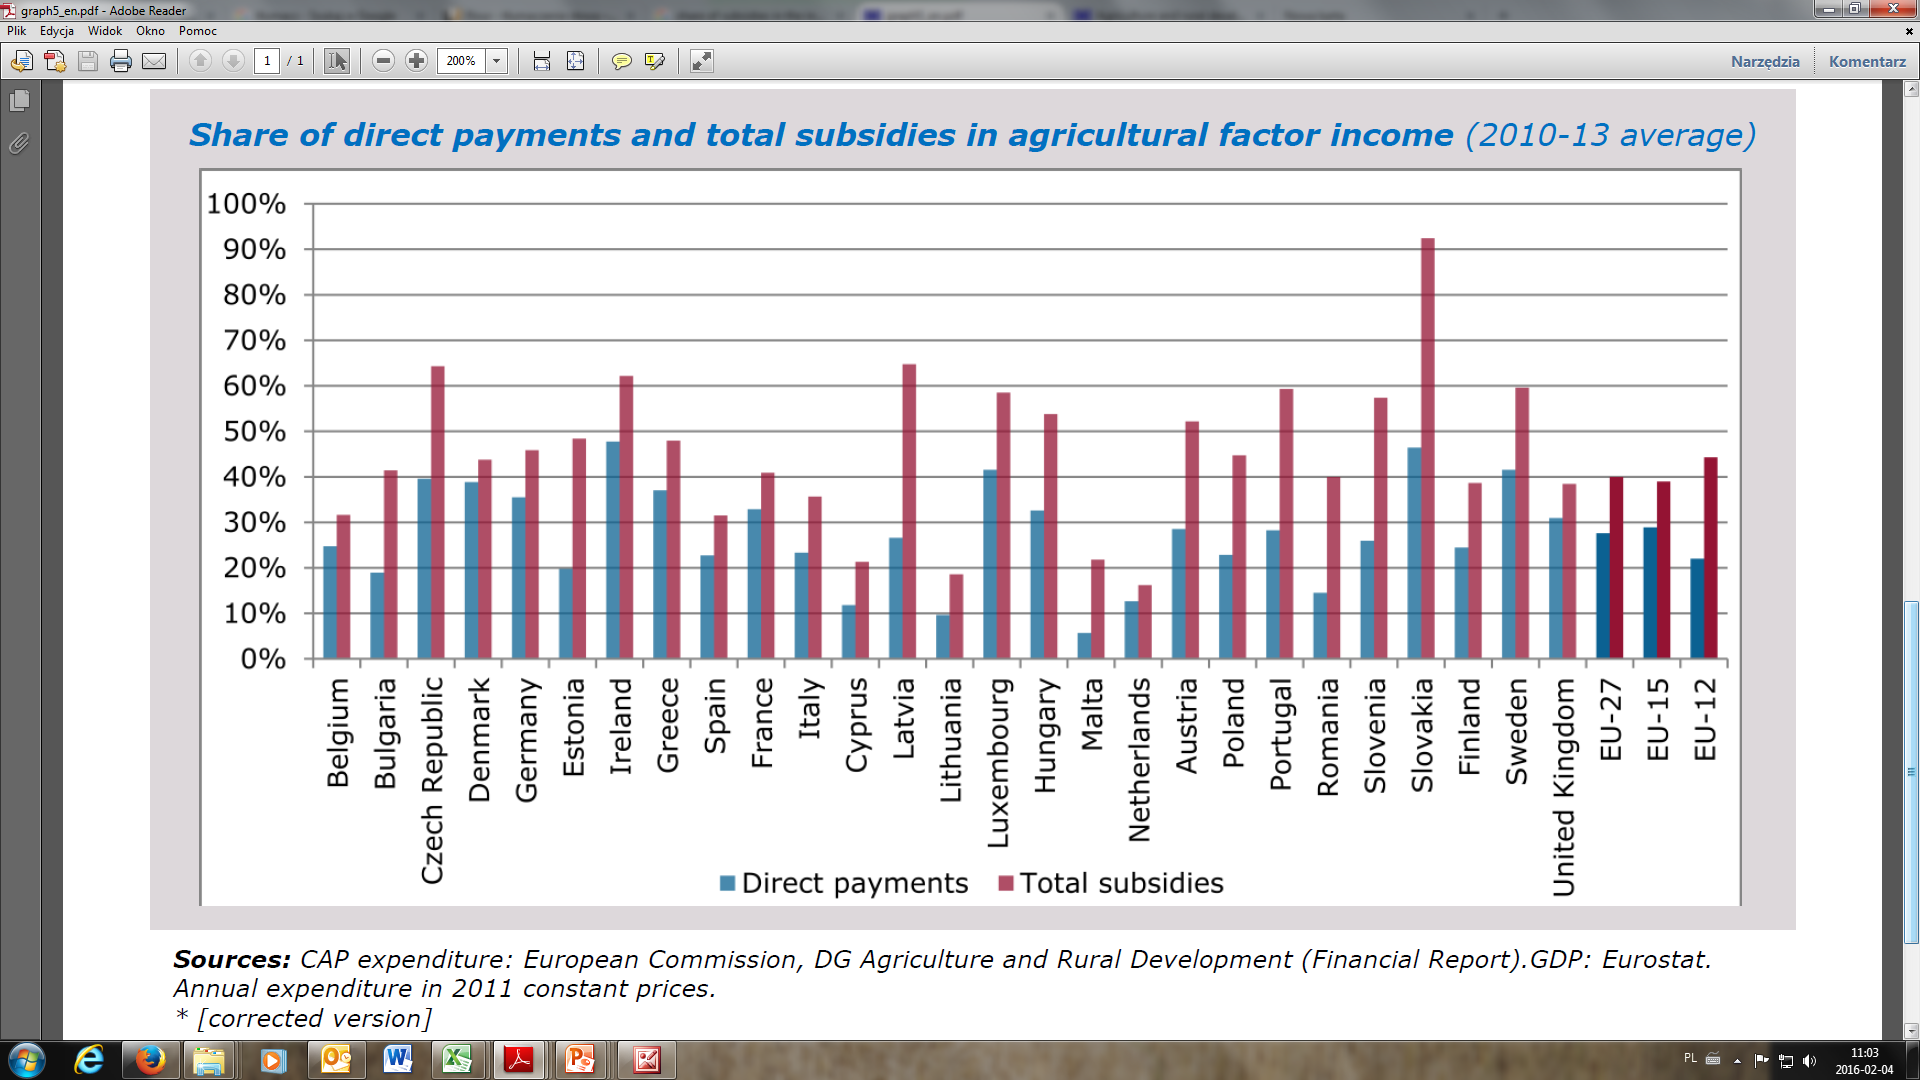 graph5_en.pdf - Adobe Reader
Plik Edycja Widok Okno Pomoc
1 / 1 200% Narzędzia Komentarz
Share of direct payments and total subsidies in agricultural factor income (2010-13 average)
100%
90%
80%
70%
60%
50%
40%
30%
20%
10%
0%
Belgium
Bulgaria
Czech Republic
Denmark
Germany
Estonia
Ireland
Greece
Spain
France
Italy
Cyprus
Latvia
Lithuania
Luxembourg
Hungary
Malta
Netherlands
Austria
Poland
Portugal
Romania
Slovenia
Slovakia
Finland
Sweden
United Kingdom
EU-27
EU-15
EU-12
Direct payments Total subsidies
Sources: CAP expenditure: European Commission, DG Agriculture and Rural Development (Financial Report).GDP: Eurostat.
Annual expenditure in 2011 constant prices.
* [corrected version]
PL 11:03
2016-02-04